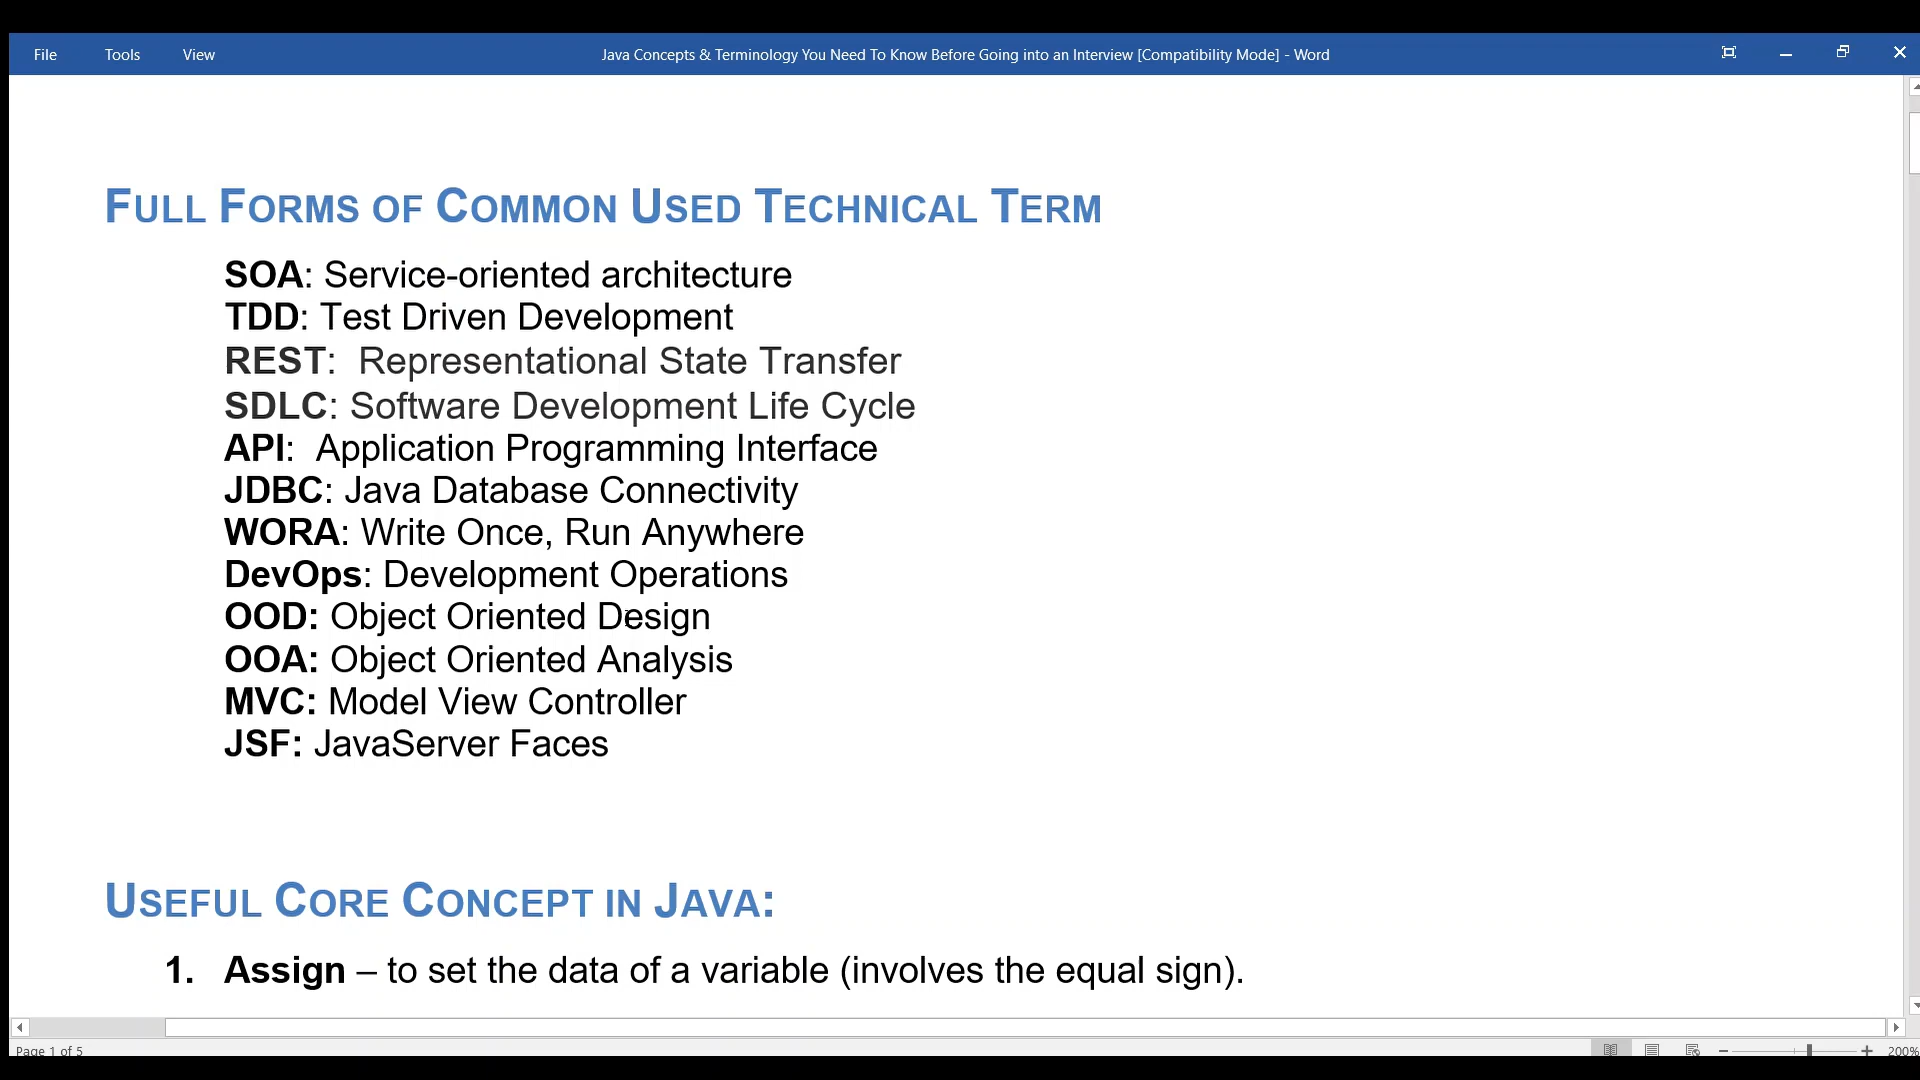 File Tools View Java Concepts & Terminology You Need To Know Before Going into an Interview [Compatibility Mode] - Word
FULL FORMS OF COMMON USED TECHNICAL TERM
SOA: Service-oriented architecture
TDD: Test Driven Development
REST:  Representational State Transfer
SDLC: Software Development Life Cycle
API:  Application Programming Interface
JDBC: Java Database Connectivity
WORA: Write Once, Run Anywhere
DevOps: Development Operations
OOD: Object Oriented Design
OOA: Object Oriented Analysis
MVC: Model View Controller
JSF: JavaServer Faces
USEFUL CORE CONCEPT IN JAVA:
1. Assign – to set the data of a variable (involves the equal sign).
Page 1 of 5 200%